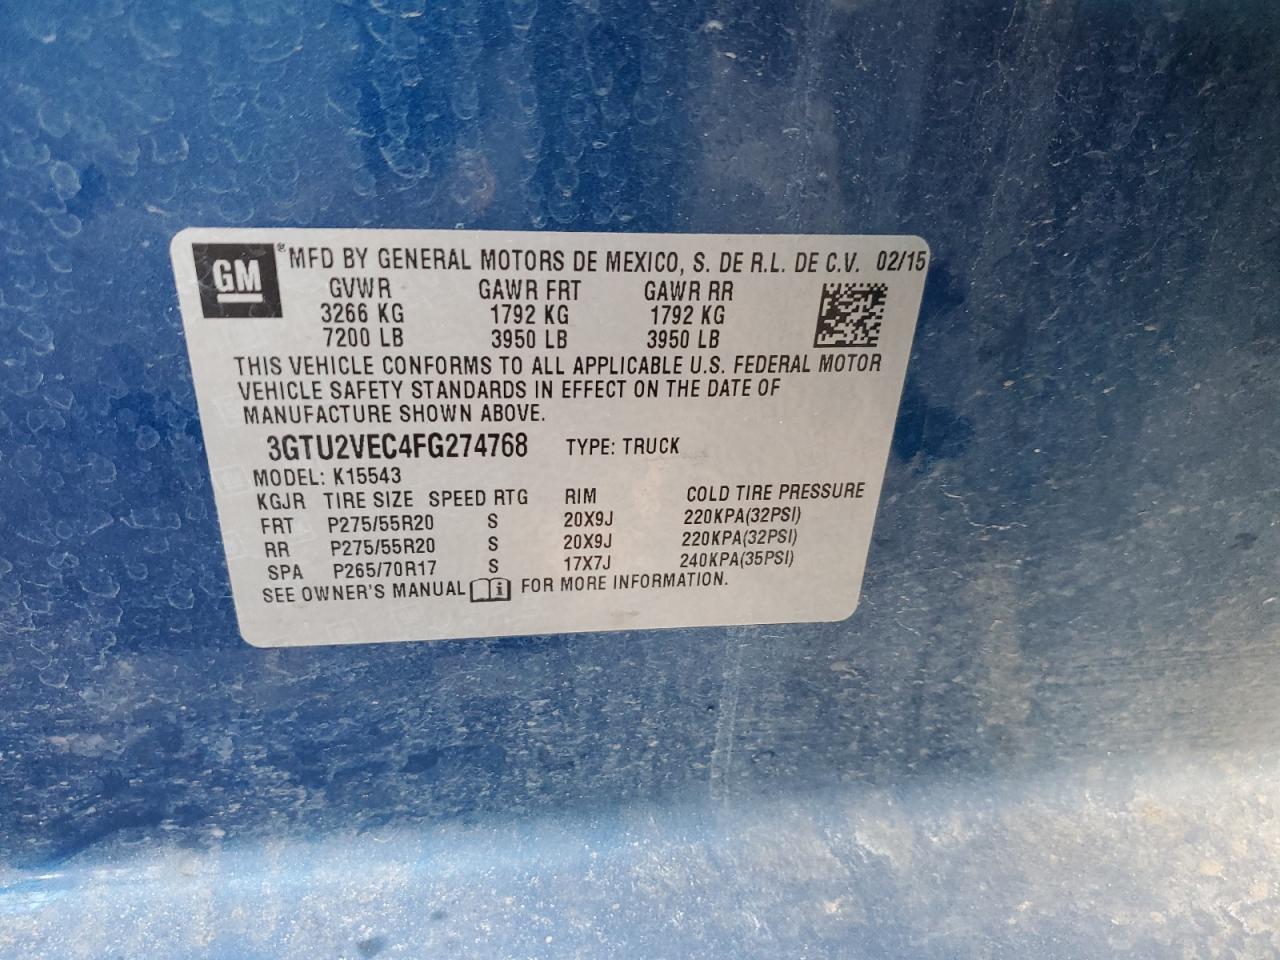 GM ® MFD BY GENERAL MOTORS DE MEXICO, S. DE R.L. DE C.V. 02/15
GVWR GAWR FRT GAWR RR
3266 KG 1792 KG 1792 KG
7200 LB 3950 LB 3950 LB
THIS VEHICLE CONFORMS TO ALL APPLICABLE U.S. FEDERAL MOTOR
VEHICLE SAFETY STANDARDS IN EFFECT ON THE DATE OF
MANUFACTURE SHOWN ABOVE.
3GTU2VEC4FG274768 TYPE: TRUCK
MODEL: K15543
KGJR TIRE SIZE SPEED RTG RIM COLD TIRE PRESSURE
FRT P275/55R20 S 20X9J 220KPA(32PSI)
RR P275/55R20 S 20X9J 220KPA(32PSI)
SPA P265/70R17 S 17X7J 240KPA(35PSI)
SEE OWNER'S MANUAL i FOR MORE INFORMATION.